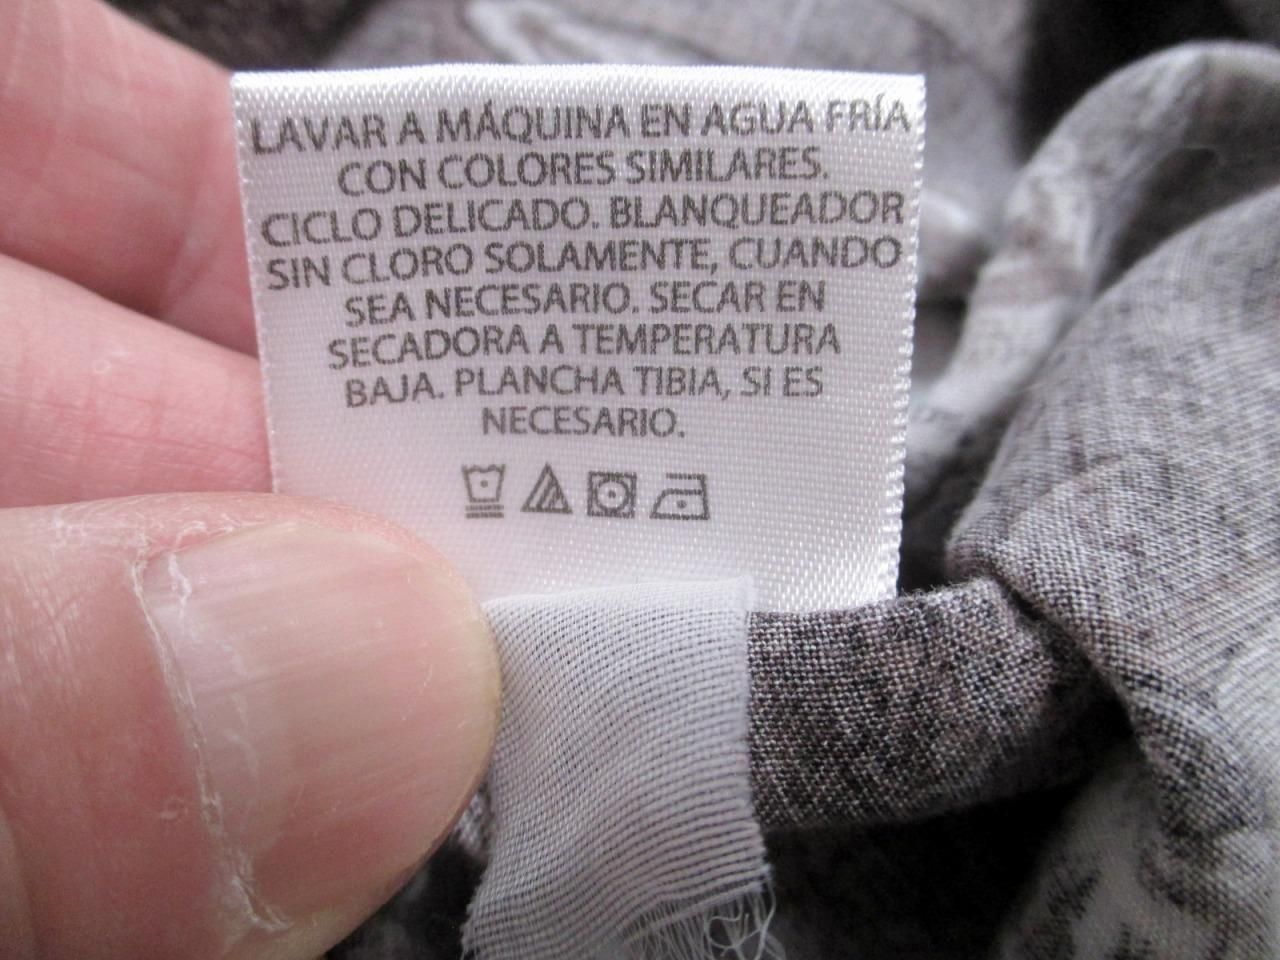 LAVAR A MÁQUINA EN AGUA FRÍA
CON COLORES SIMILARES.
CICLO DELICADO. BLANQUEADOR
SIN CLORO SOLAMENTE, CUANDO
SEA NECESARIO. SECAR EN
SECADORA A TEMPERATURA
BAJA. PLANCHA TIBIA, SI ES
NECESARIO.